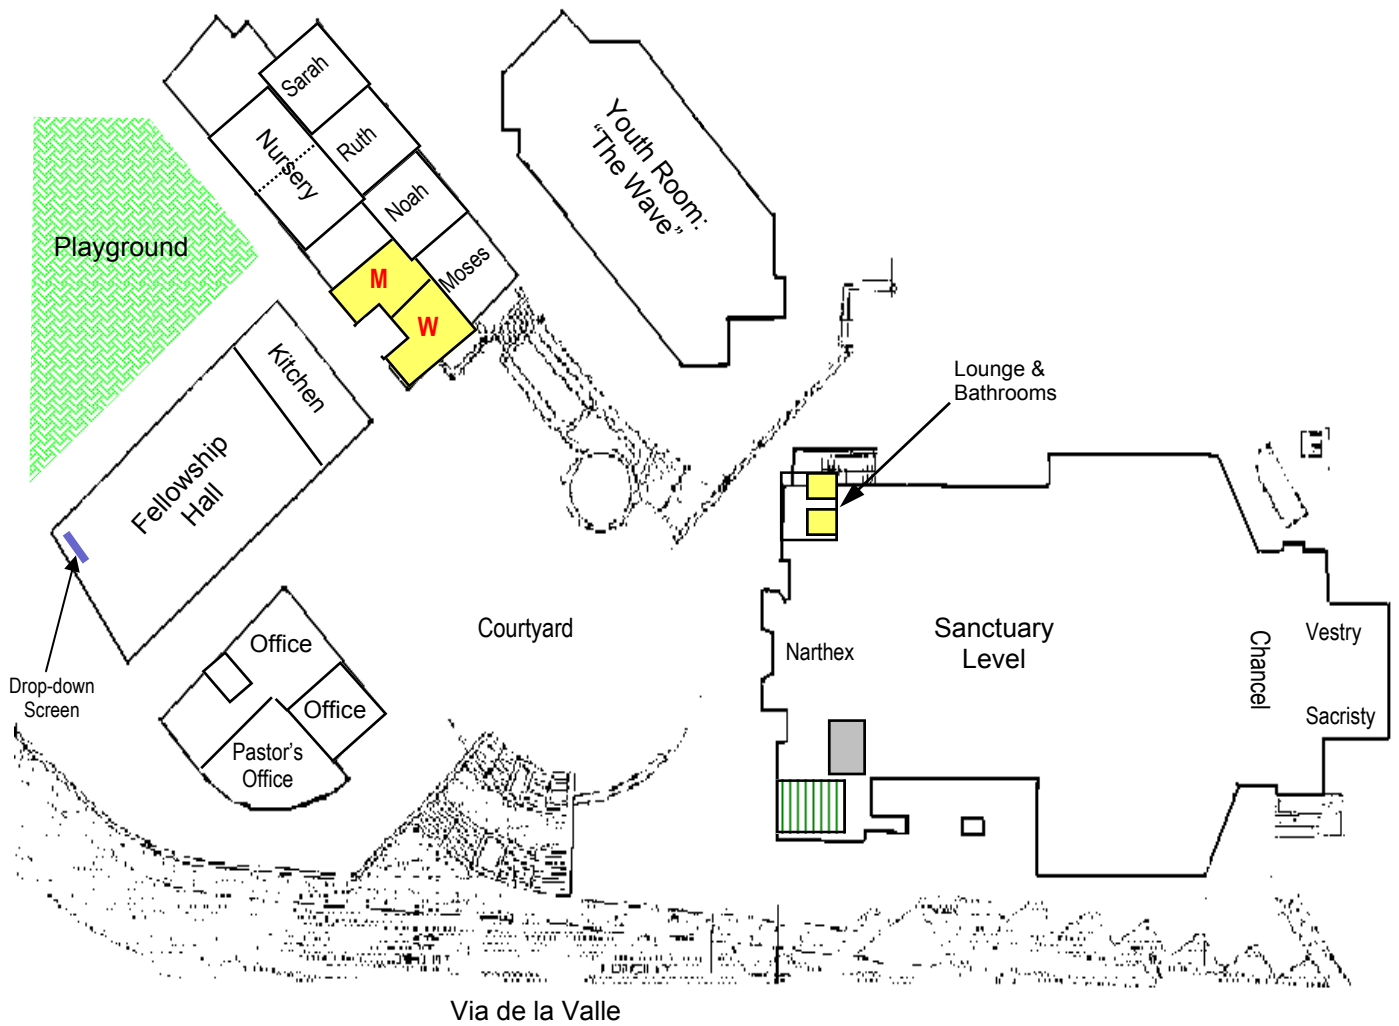 Sarah
Ruth
Nursery
Noah
Moses
M
W
Youth Room:
"The Wave"
Playground
Kitchen
Fellowship
Hall
Lounge &
Bathrooms
Drop-down
Screen
Office
Office
Pastor's
Office
Courtyard
Narthex
Sanctuary
Level
Chancel
Vestry
Sacristy
Via de la Valle